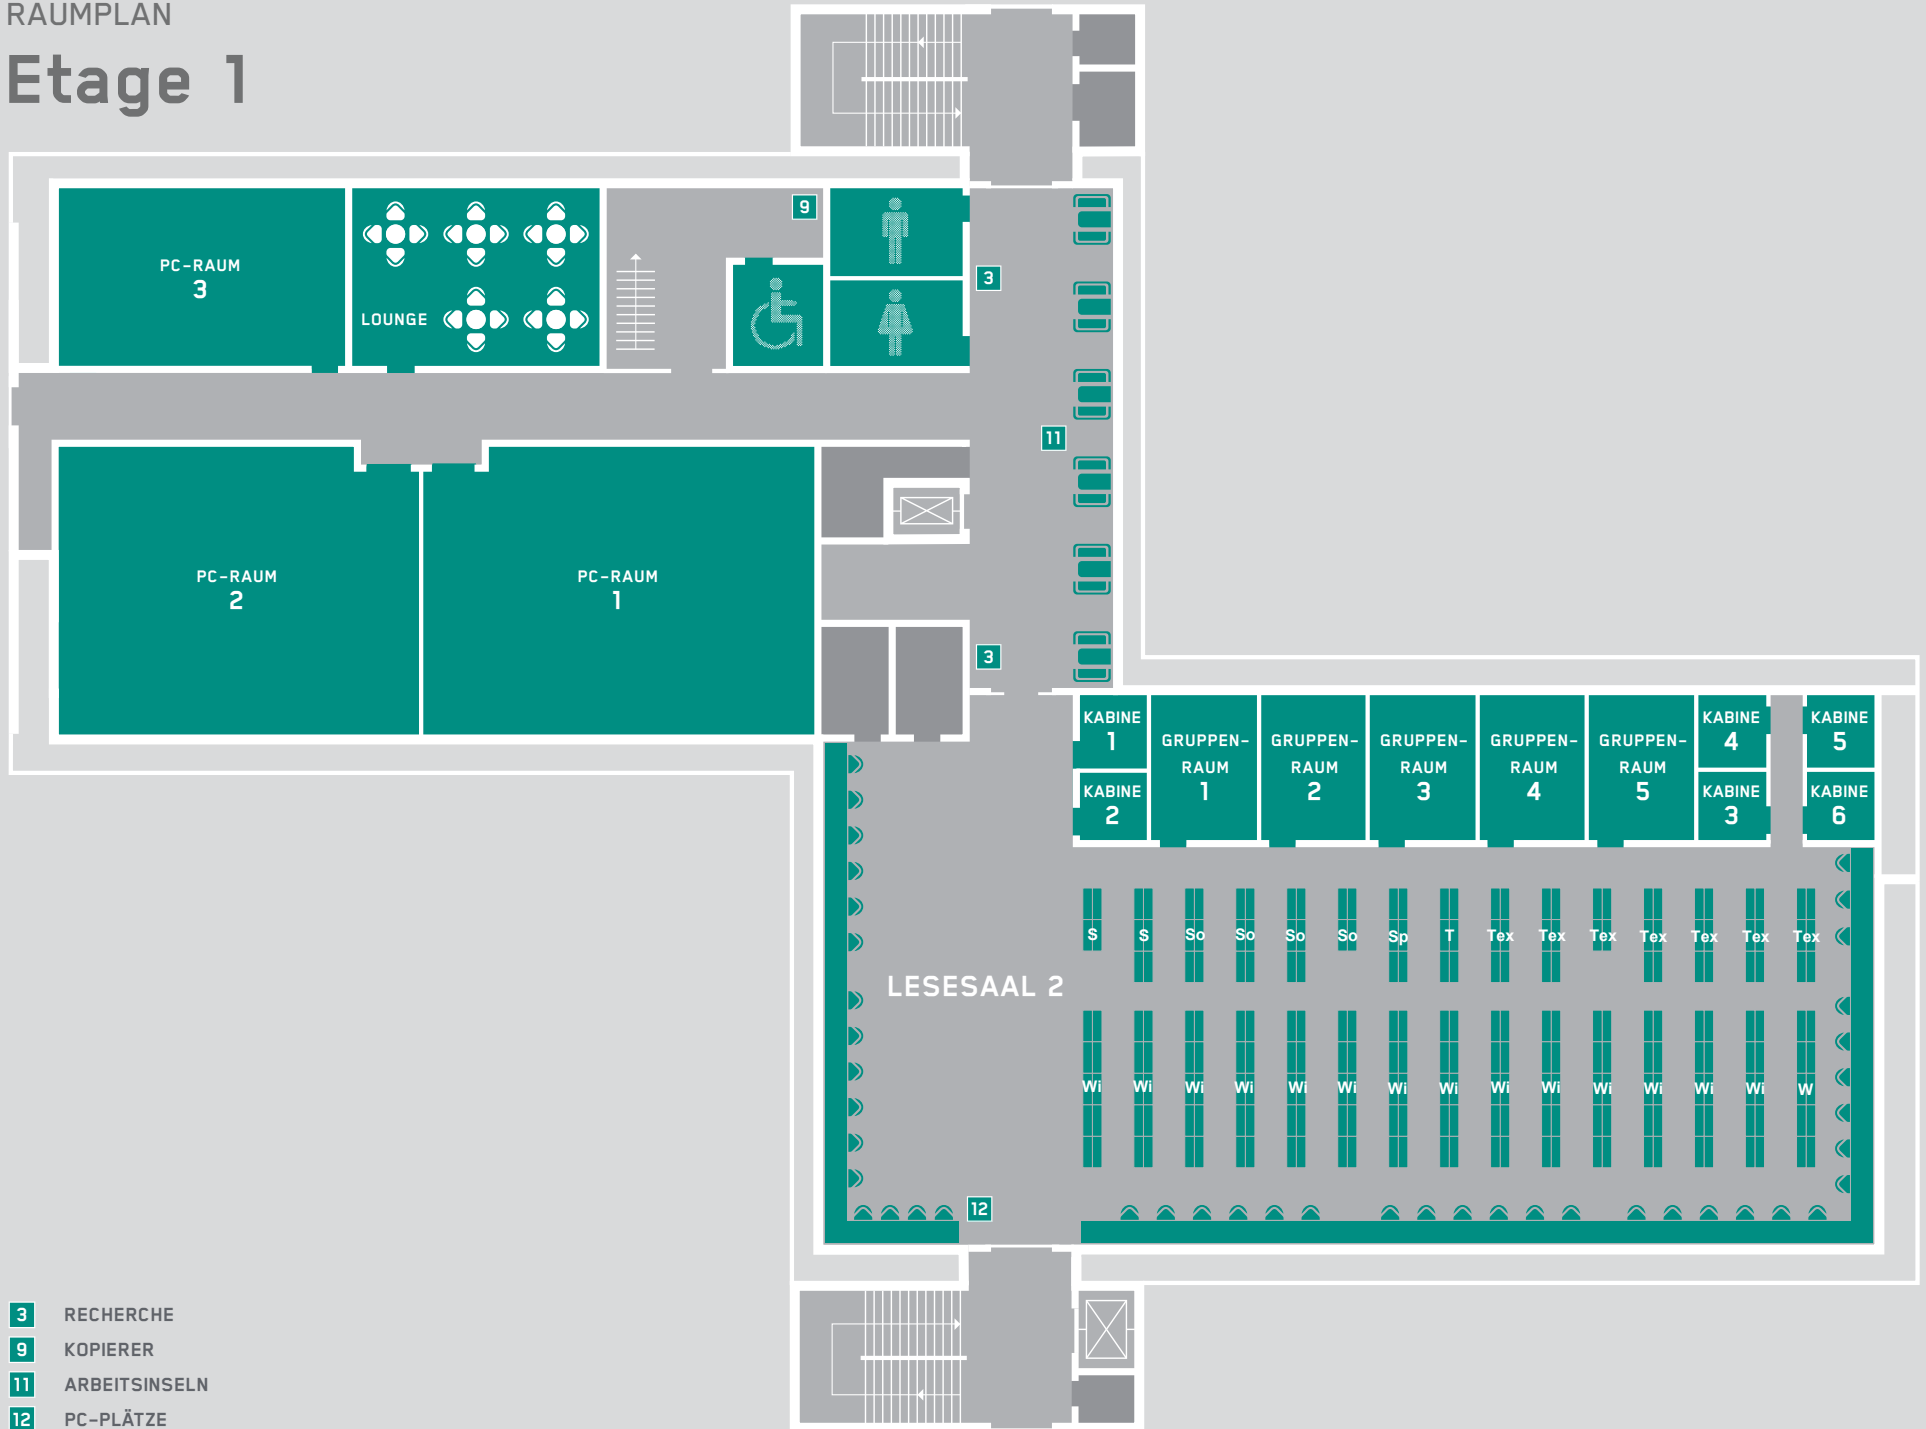 RAUMPLAN
Etage 1
9
PC-RAUM
3
LOUNGE
3
11
PC-RAUM
2
PC-RAUM
1
3
KABINE
1
KABINE
2
GRUPPEN-
RAUM
1
GRUPPEN-
RAUM
2
GRUPPEN-
RAUM
3
GRUPPEN-
RAUM
4
GRUPPEN-
RAUM
5
KABINE
4
KABINE
3
KABINE
5
KABINE
6
S S So So So So Sp T Tex Tex Tex Tex Tex Tex Tex
LESESAAL 2
Wi Wi Wi Wi Wi Wi Wi Wi Wi Wi Wi Wi Wi Wi W
12
3 RECHERCHE
9 KOPIERER
11 ARBEITSINSELN
12 PC-PLÄTZE